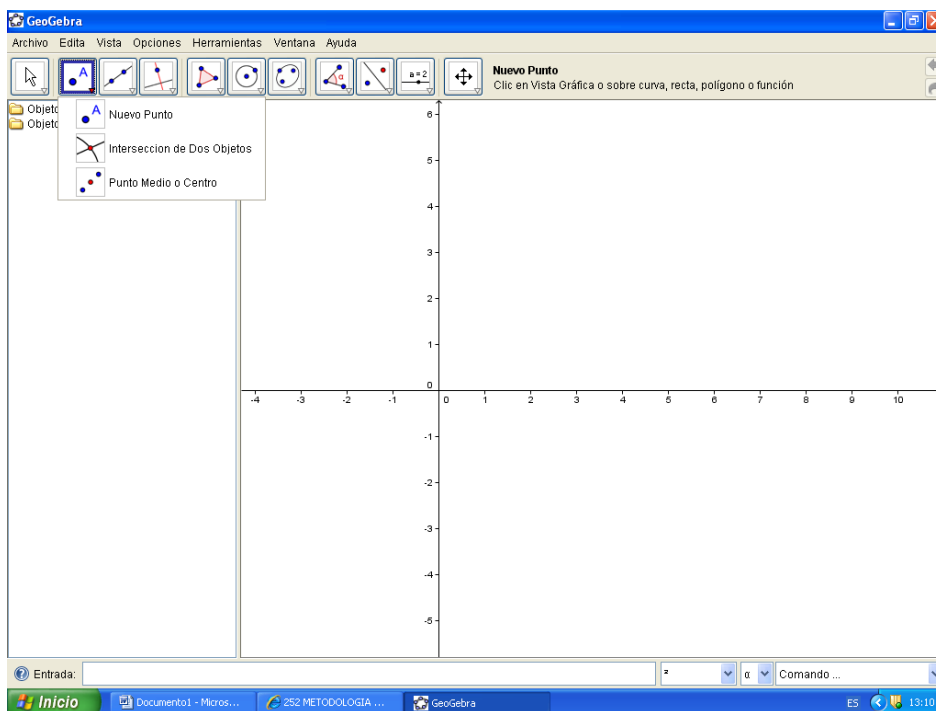 GeoGebra
Archivo Edita Vista Opciones Herramientas Ventana Ayuda
A
α
a = 2
Nuevo Punto
Clic en Vista Gráfica o sobre curva, recta, polígono o función
Objeto
Objeto
A Nuevo Punto
Interseccion de Dos Objetos
Punto Medio o Centro
6
5
4
3
2
1
0
-4 -3 -2 -1 0 1 2 3 4 5 6 7 8 9 10
-1
-2
-3
-4
-5
Entrada:
²
α
Comando ...
Inicio
Documento1 - Micros...
252 METODOLOGIA ...
GeoGebra
ES
13:10